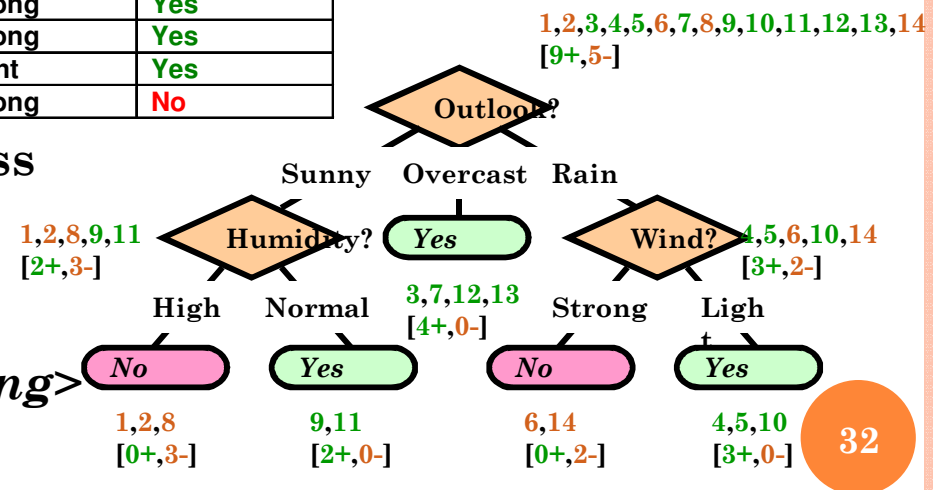 ong Yes
ong Yes
nt Yes
ong No
1,2,3,4,5,6,7,8,9,10,11,12,13,14
[9+,5-]
Outlook?
ss
Sunny Overcast Rain
1,2,8,9,11
[2+,3-]
Humidity?
Yes
Wind?
4,5,6,10,14
[3+,2-]
3,7,12,13
[4+,0-]
High Normal
Strong Ligh
t
ng>
No
Yes
No
Yes
1,2,8
[0+,3-]
9,11
[2+,0-]
6,14
[0+,2-]
4,5,10
[3+,0-]
32